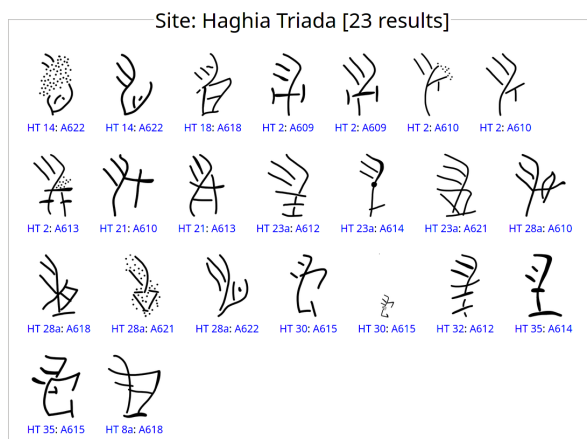 Site: Haghia Triada [23 results]
HT 14: A622 HT 14: A622 HT 18: A618 HT 2: A609 HT 2: A609 HT 2: A610 HT 2: A610
HT 2: A613 HT 21: A610 HT 21: A613 HT 23a: A612 HT 23a: A614 HT 23a: A621 HT 28a: A610
HT 28a: A618 HT 28a: A621 HT 28a: A622 HT 30: A615 HT 30: A615 HT 32: A612 HT 35: A614
HT 35: A615 HT 8a: A618